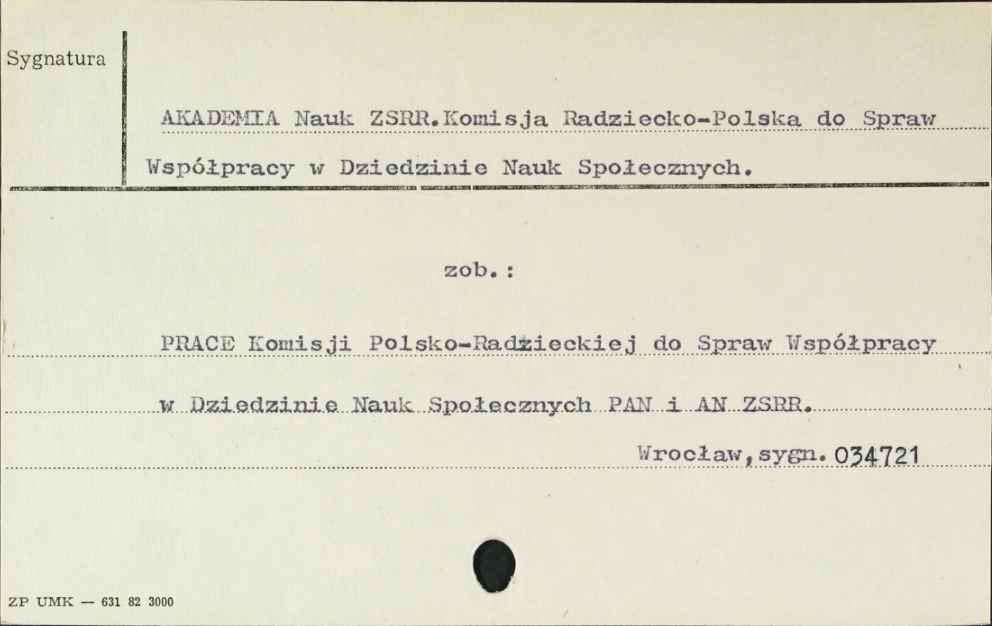 Sygnatura
AKADEMIA Nauk ZSRR.Komisja Radziecko-Polska do Spraw
Współpracy w Dziedzinie Nauk Społecznych.
zob.:
PRACE Komisji Polsko-Radzieckiej do Spraw Współpracy
w Dziedzinie Nauk Społecznych PAN i AN ZSRR.
Wrocław,sygn. 034721
ZP UMK — 631 82 3000